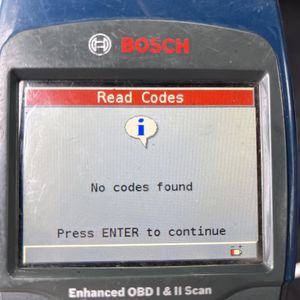 BOSCH
Read Codes
i
No codes found
Press ENTER to continue
Enhanced OBD I & II Scan